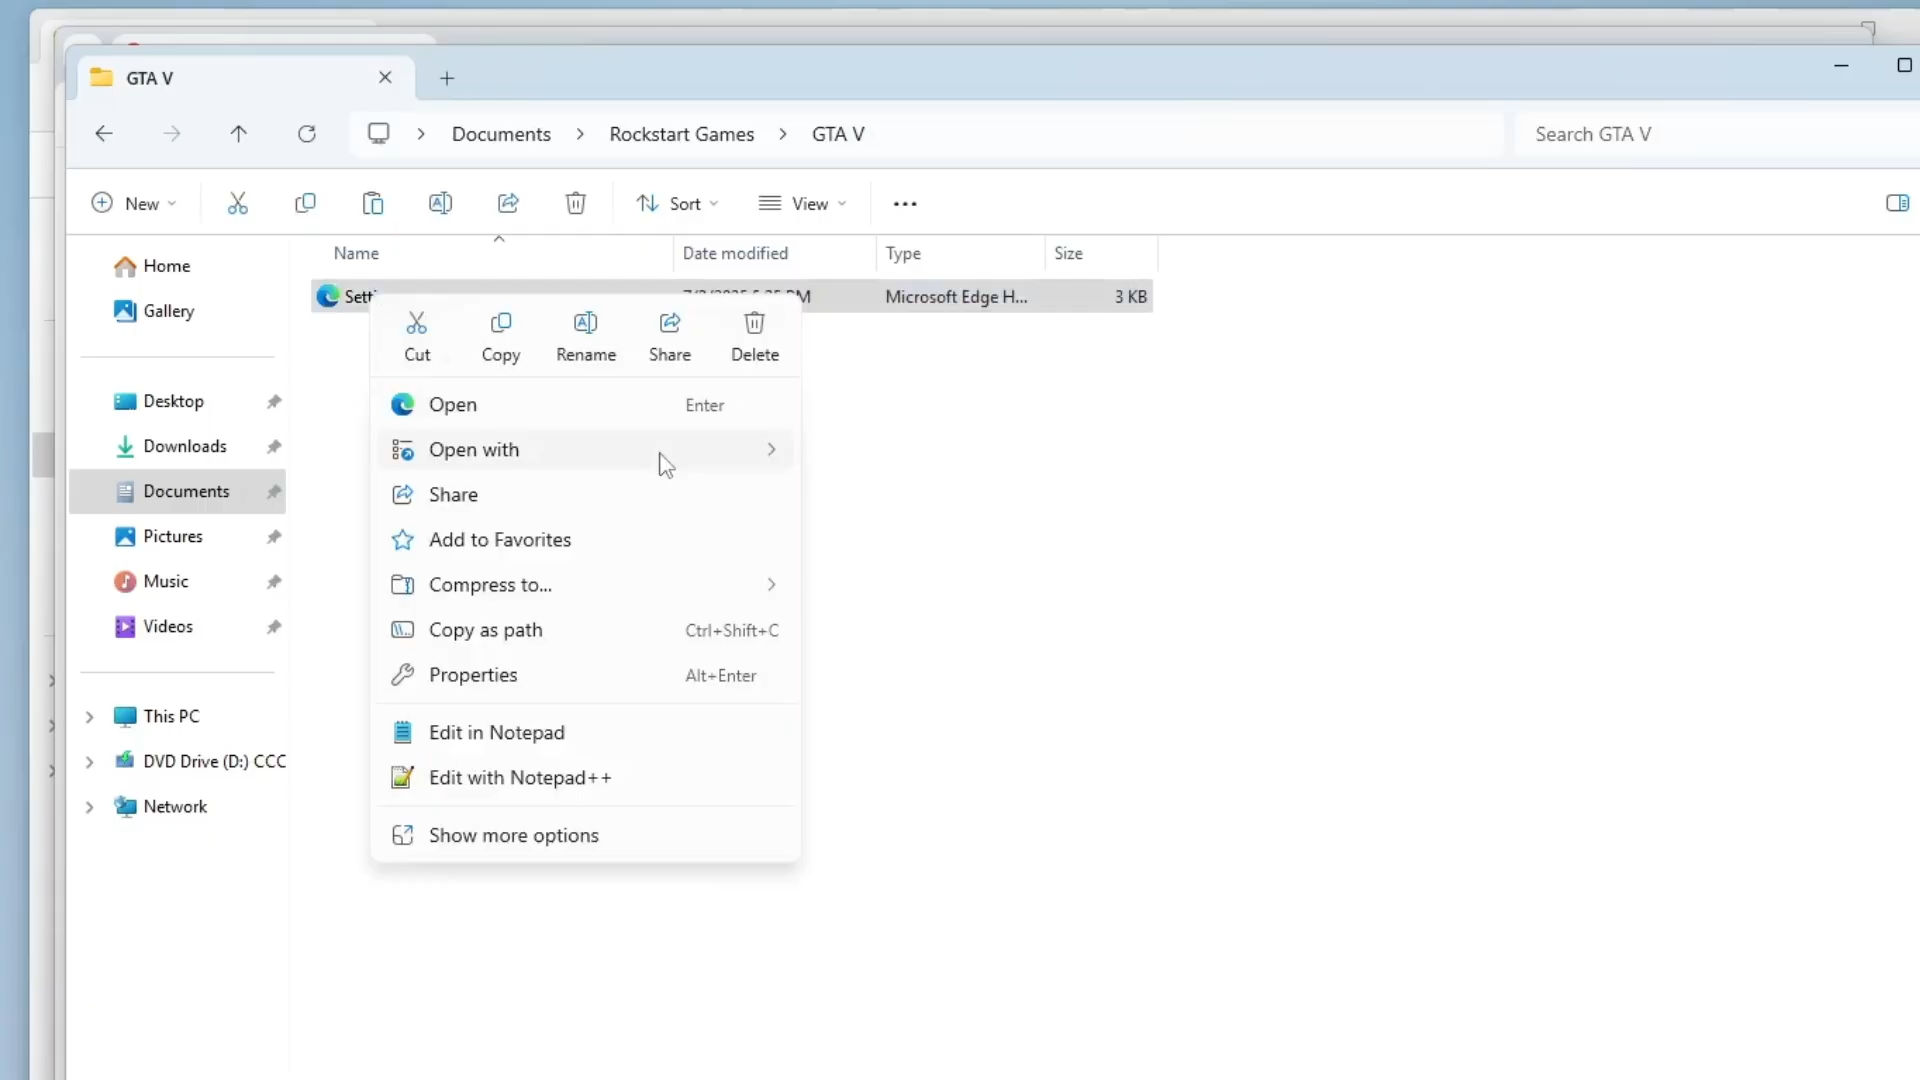 GTA V
Documents > Rockstart Games > GTA V
Search GTA V
New
Sort
View
Name
Date modified
Type
Size
Microsoft Edge H...
3 KB
Home
Gallery
Desktop
Downloads
Documents
Pictures
Music
Videos
This PC
DVD Drive (D:) CCC
Network
Cut
Copy
Rename
Share
Delete
Open Enter
Open with
Share
Add to Favorites
Compress to...
Copy as path Ctrl+Shift+C
Properties Alt+Enter
Edit in Notepad
Edit with Notepad++
Show more options